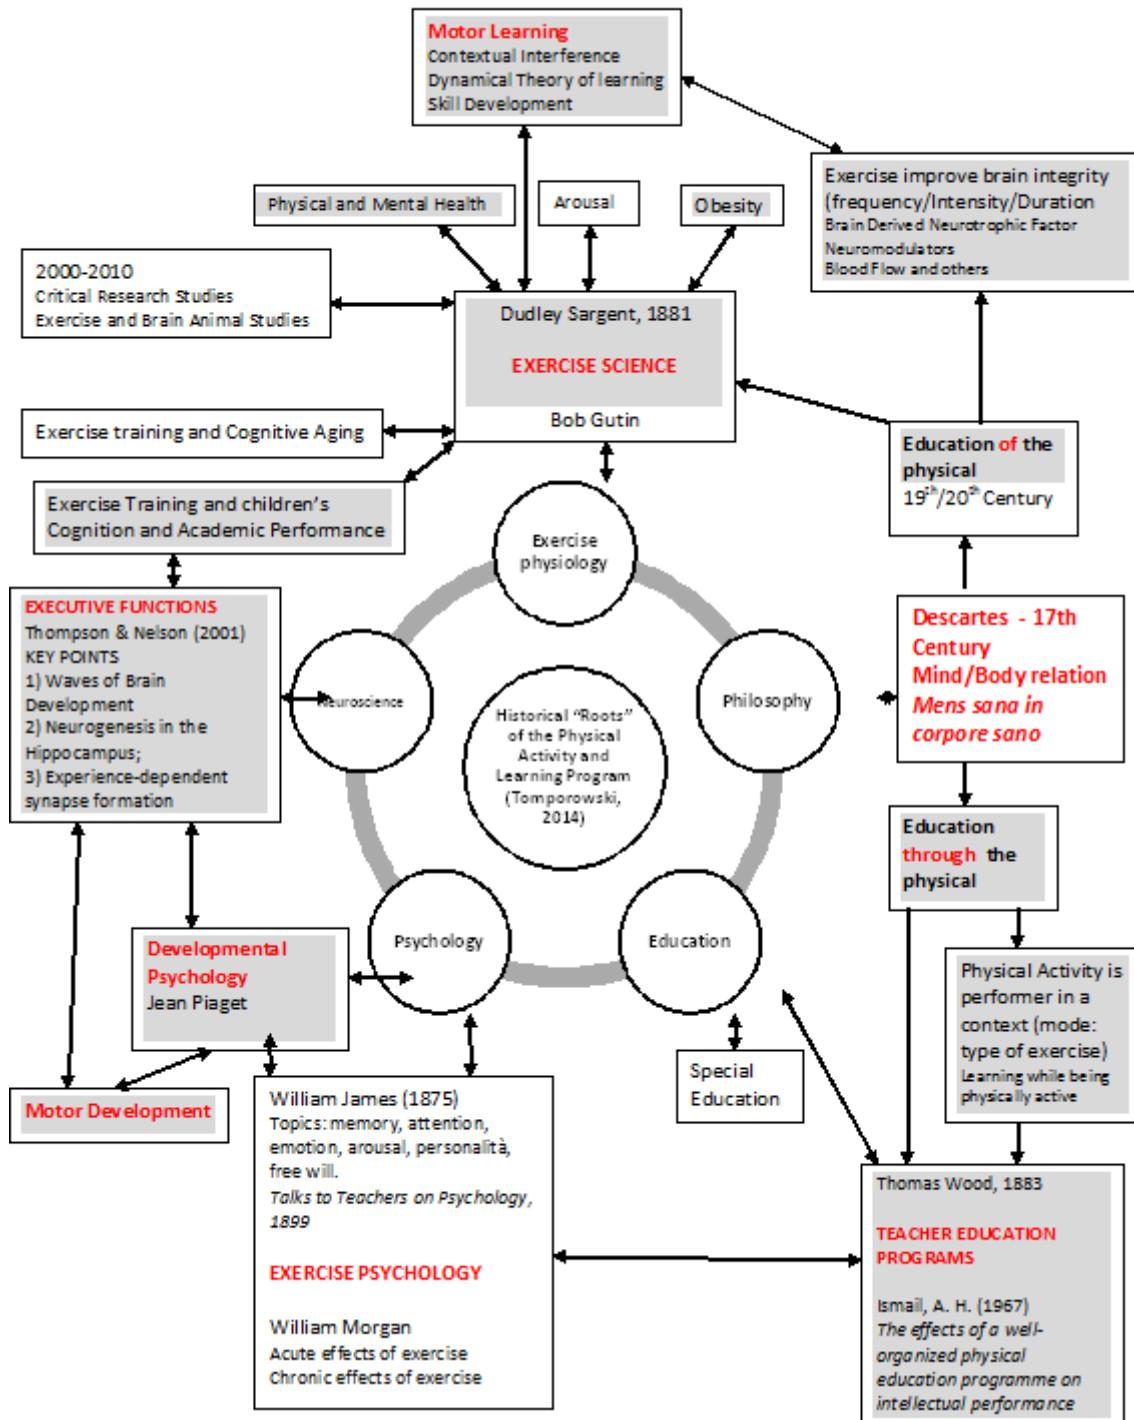 Motor Learning
Contextual Interference
Dynamical Theory of learning
Skill Development
Physical and Mental Health
Arousal
Obesity
Exercise improve brain integrity
(frequency/Intensity/Duration
Brain Derived Neurotrophic Factor
Neuromodulators
Blood Flow and others
2000-2010
Critical Research Studies
Exercise and Brain Animal Studies
Dudley Sargent, 1881
EXERCISE SCIENCE
Bob Gutin
Exercise training and Cognitive Aging
Education of the
physical
19th/20th Century
Exercise Training and children's
Cognition and Academic Performance
Exercise
physiology
EXECUTIVE FUNCTIONS
Thompson & Nelson (2001)
KEY POINTS
1) Waves of Brain
Development
2) Neurogenesis in the
Hippocampus;
3) Experience-dependent
synapse formation
Neuroscience
Historical "Roots"
of the Physical
Activity and
Learning Program
(Tomporowski,
2014)
Philosophy
Descartes - 17th
Century
Mind/Body relation
Mens sana in
corpore sano
Education
through the
physical
Psychology
Education
Developmental
Psychology
Jean Piaget
Physical Activity is
performer in a
context (mode:
type of exercise)
Learning while being
physically active
Special
Education
Motor Development
William James (1875)
Topics: memory, attention,
emotion, arousal, personalità,
free will.
Talks to Teachers on Psychology,
1899
EXERCISE PSYCHOLOGY
William Morgan
Acute effects of exercise
Chronic effects of exercise
Thomas Wood, 1883
TEACHER EDUCATION
PROGRAMS
Ismail, A. H. (1967)
The effects of a well-
organized physical
education programme on
intellectual performance